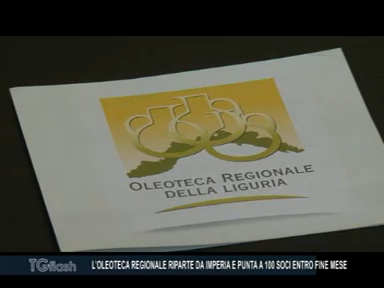 OLEOTECA REGIONALE
DELLA LIGURIA
TGflash L'OLEOTECA REGIONALE RIPARTE DA IMPERIA E PUNTA A 100 SOCI ENTRO FINE MESE